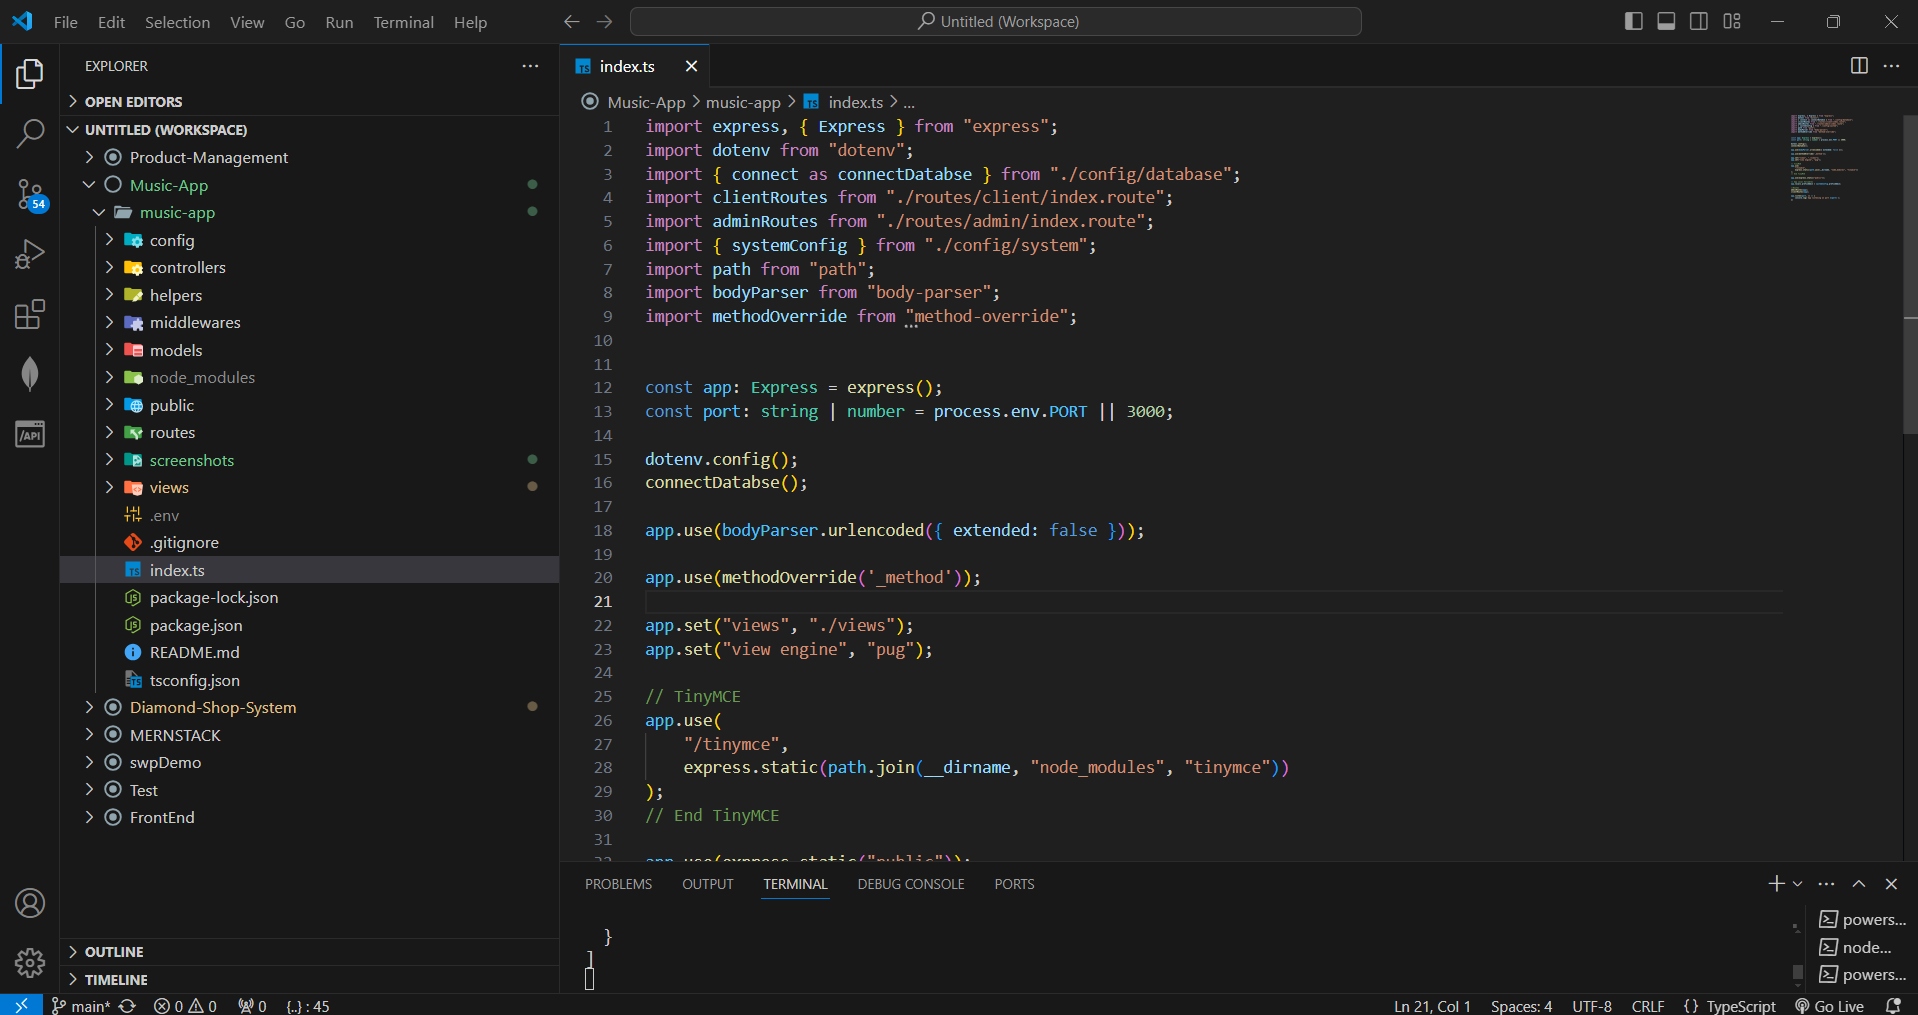 File Edit Selection View Go Run Terminal Help Untitled (Workspace)
EXPLORER
OPEN EDITORS
UNTITLED (WORKSPACE)
Product-Management
Music-App
music-app
config
controllers
helpers
middlewares
models
node_modules
public
routes
screenshots
views
.env
.gitignore
index.ts
package-lock.json
package.json
README.md
tsconfig.json
Diamond-Shop-System
MERNSTACK
swpDemo
Test
FrontEnd
OUTLINE
TIMELINE
54
/API
index.ts
Music-App > music-app > TS index.ts > ...
1 import express, { Express } from "express";
2 import dotenv from "dotenv";
3 import { connect as connectDatabse } from "./config/database";
4 import clientRoutes from "./routes/client/index.route";
5 import adminRoutes from "./routes/admin/index.route";
6 import { systemConfig } from "./config/system";
7 import path from "path";
8 import bodyParser from "body-parser";
9 import methodOverride from "method-override";
10
11
12 const app: Express = express();
13 const port: string | number = process.env.PORT || 3000;
14
15 dotenv.config();
16 connectDatabse();
17
18 app.use(bodyParser.urlencoded({ extended: false }));
19
20 app.use(methodOverride('_method'));
21
22 app.set("views", "./views");
23 app.set("view engine", "pug");
24
25 // TinyMCE
26 app.use(
27 "/tinymce",
28 express.static(path.join(__dirname, "node_modules", "tinymce"))
29 );
30 // End TinyMCE
31
32 app.use(express.static("public"));
PROBLEMS OUTPUT TERMINAL DEBUG CONSOLE PORTS
}
]
powers...
node...
powers...
main* 0 0 0 {..} : 45 Ln 21, Col 1 Spaces: 4 UTF-8 CRLF {} TypeScript Go Live